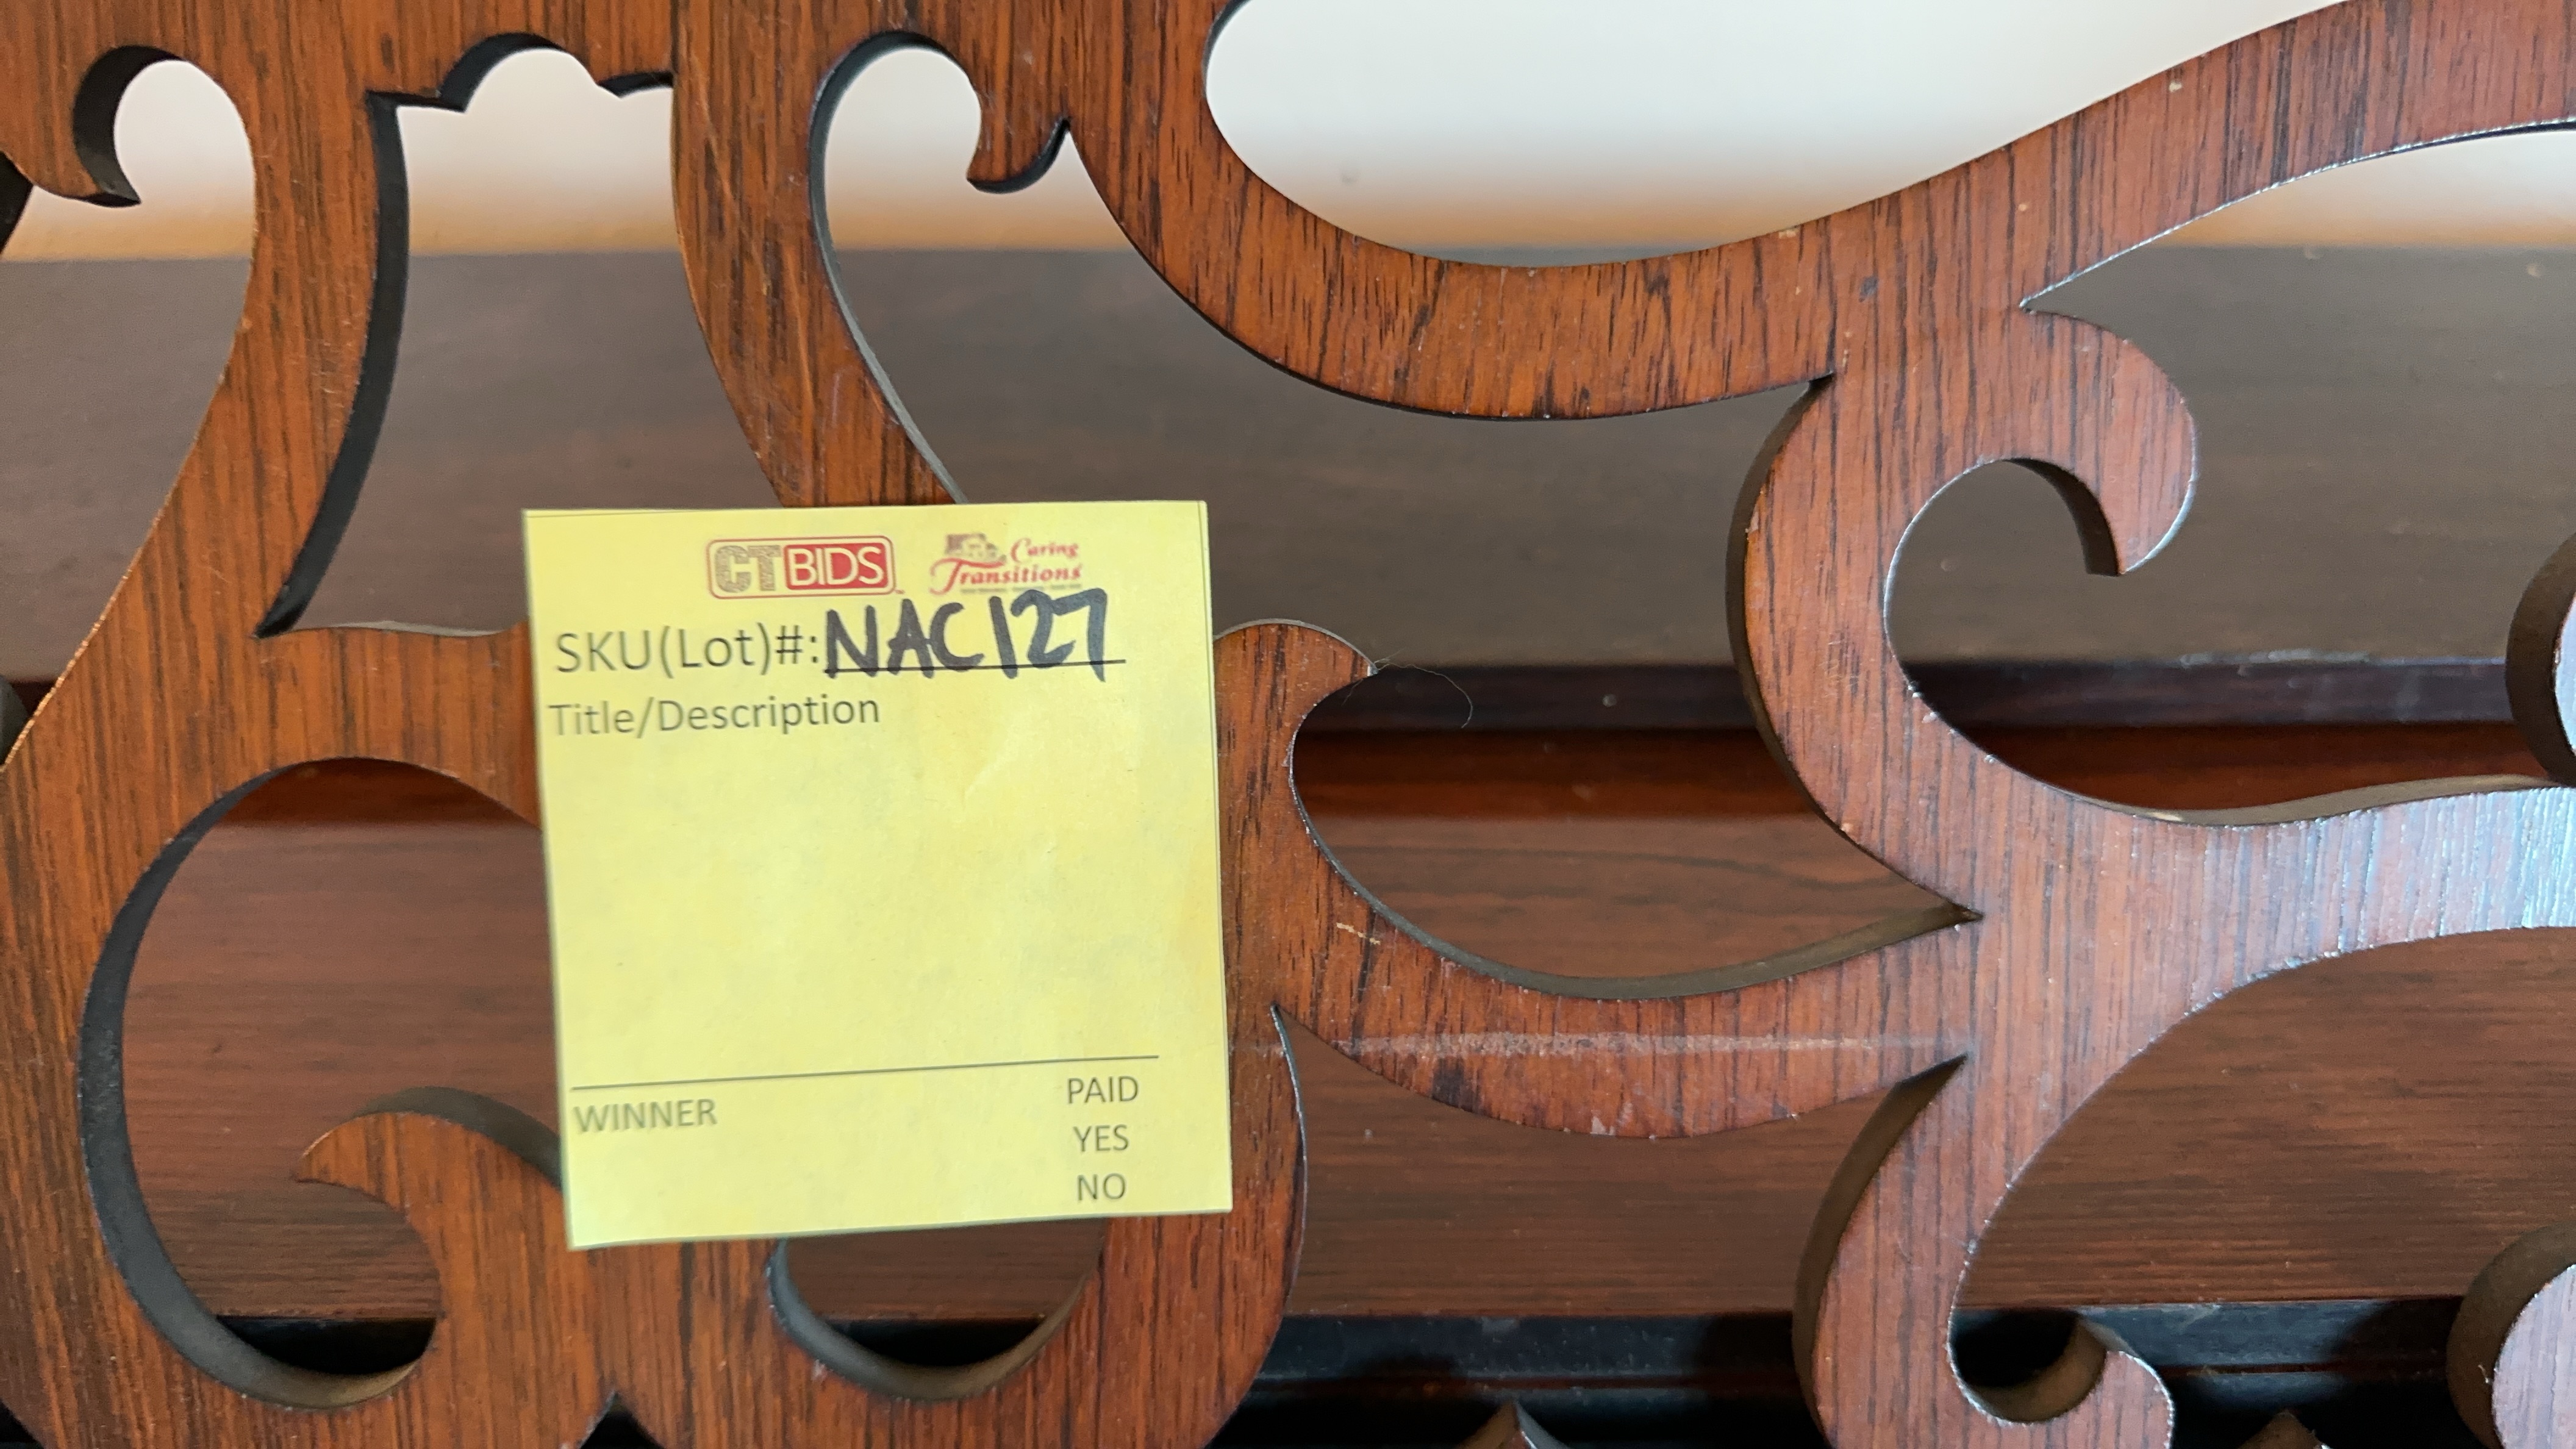 CTBIDS Caring Transitions
SKU(Lot)#: NAC127
Title/Description
WINNER
PAID
YES
NO